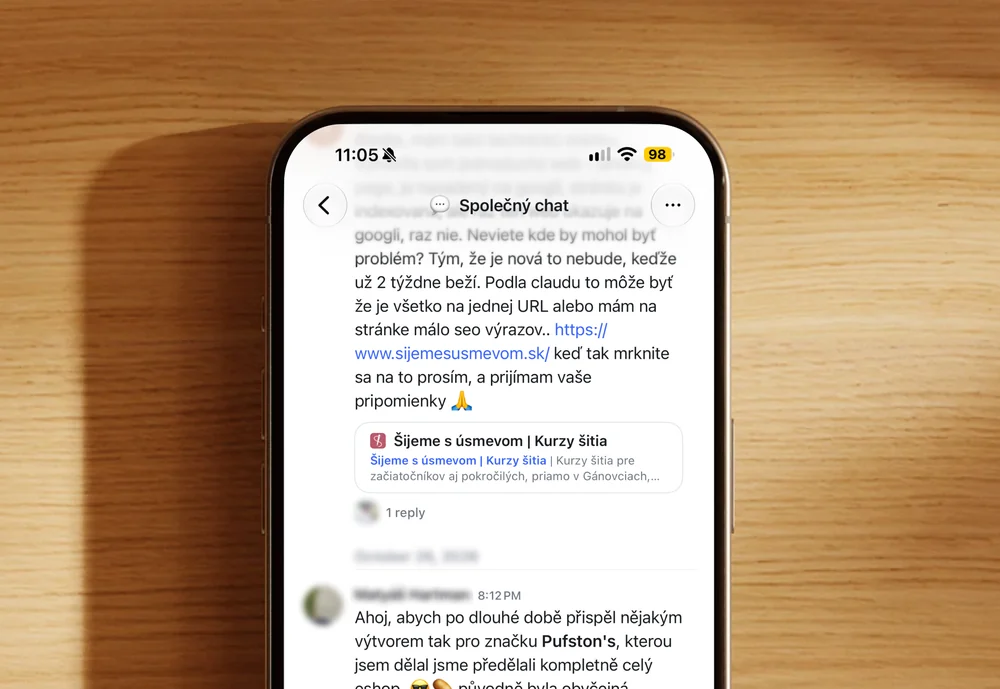 11:05
98
Společný chat
googli, raz nie. Neviete kde by mohol byť
problém? Tým, že je nová to nebude, keďže
už 2 týždne beží. Podla claudu to môže byť
že je všetko na jednej URL alebo mám na
stránke málo seo výrazov.. https://
www.sijemesusmevom.sk/ keď tak mrknite
sa na to prosím, a prijímam vaše
pripomienky 🙏
Šijeme s úsmevom | Kurzy šitia
Šijeme s úsmevom | Kurzy šitia | Kurzy šitia pre
začiatočníkov aj pokročilých, priamo v Gánovciach,...
1 reply
8:12 PM
Ahoj, abych po dlouhé době přispěl nějakým
výtvorem tak pro značku Pufston's, kterou
jsem dělal jsme předělali kompletně celý
eshop. 😎🌭 původně byla obyčejná